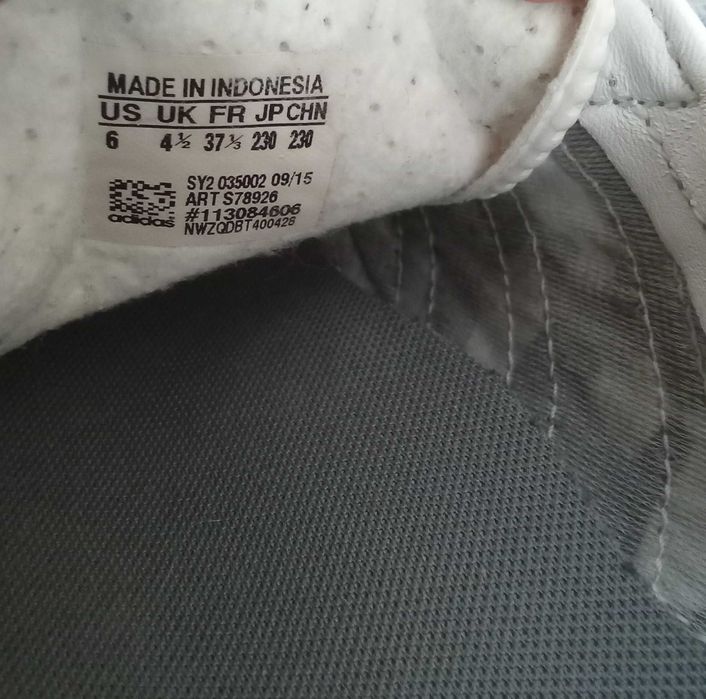 MADE IN INDONESIA
US UK FR JP CHN
6 4½ 37⅓ 230 230
SY2 035002 09/15
ART S78926
#113084606
NWZQDBT400428
adidas